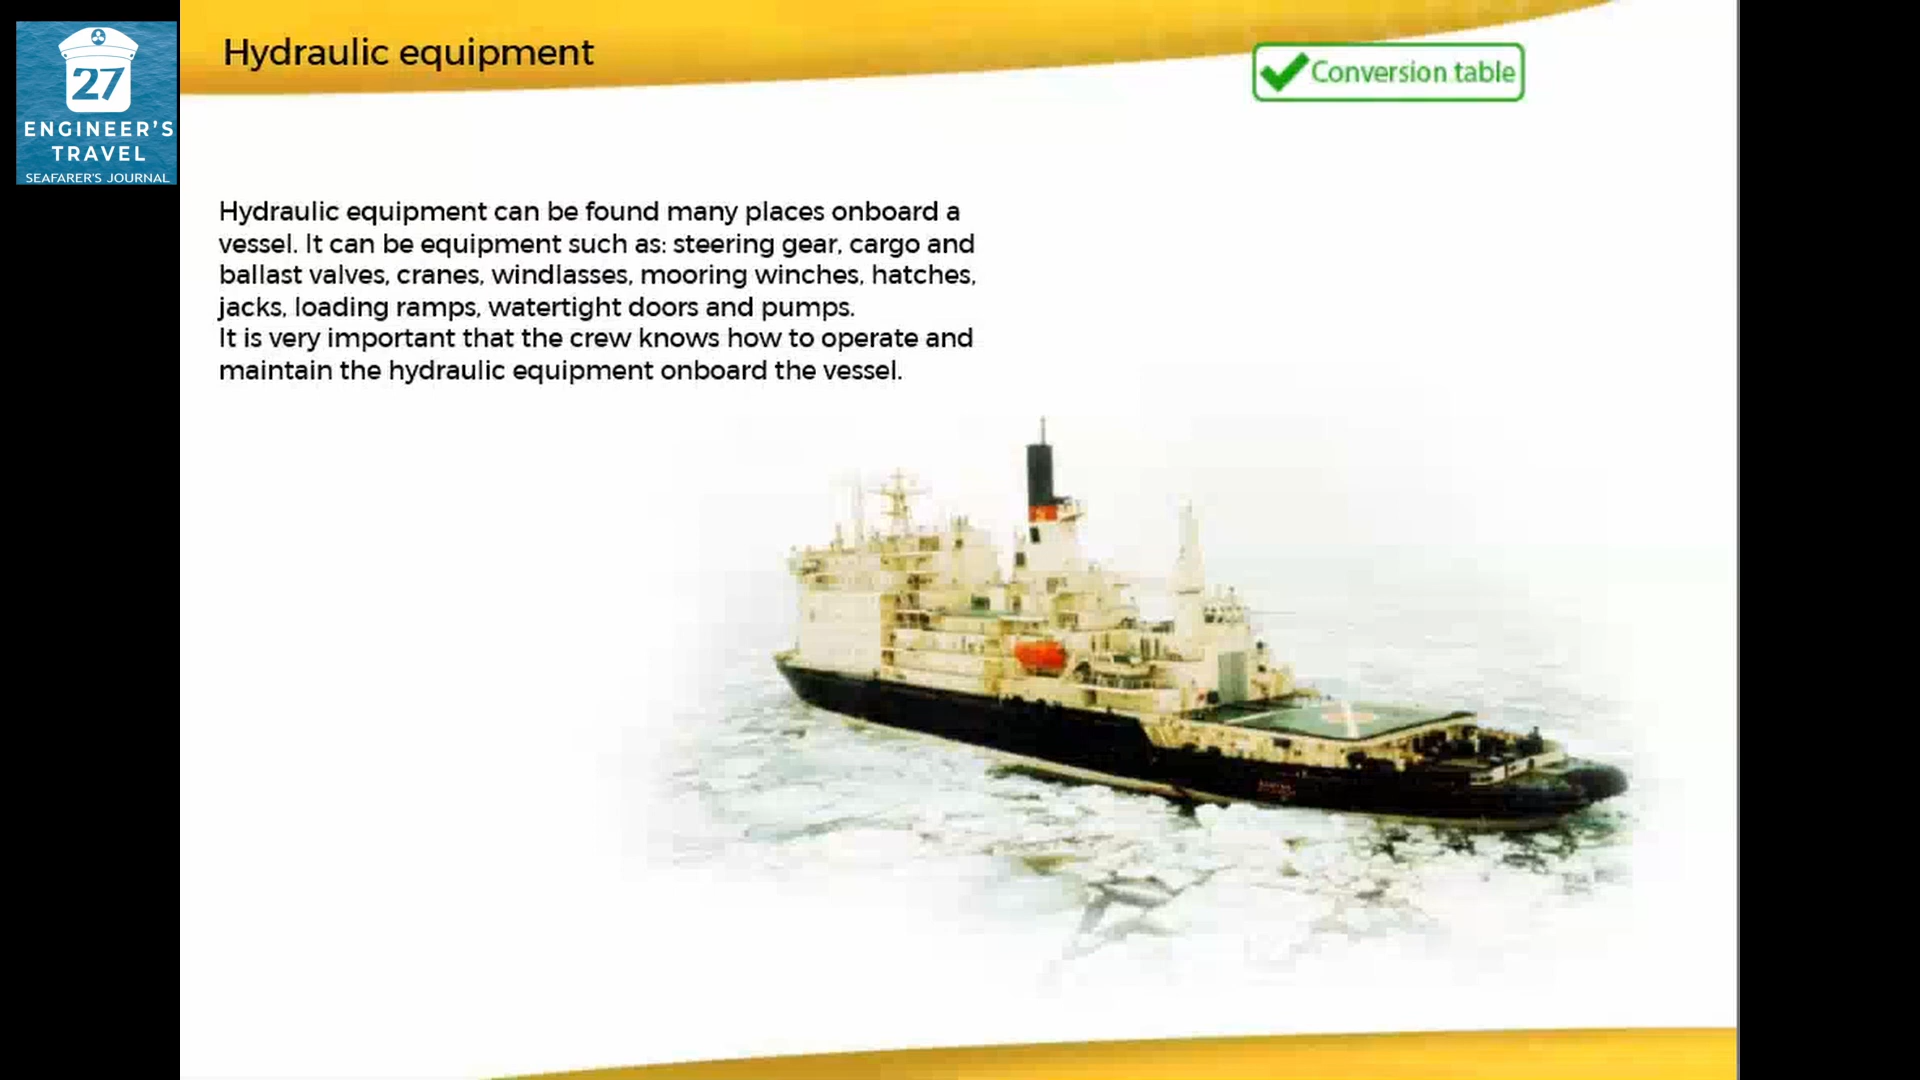 27
ENGINEER'S
TRAVEL
SEAFARER'S JOURNAL
Hydraulic equipment
Conversion table
Hydraulic equipment can be found many places onboard a
vessel. It can be equipment such as: steering gear, cargo and
ballast valves, cranes, windlasses, mooring winches, hatches,
jacks, loading ramps, watertight doors and pumps.
It is very important that the crew knows how to operate and
maintain the hydraulic equipment onboard the vessel.